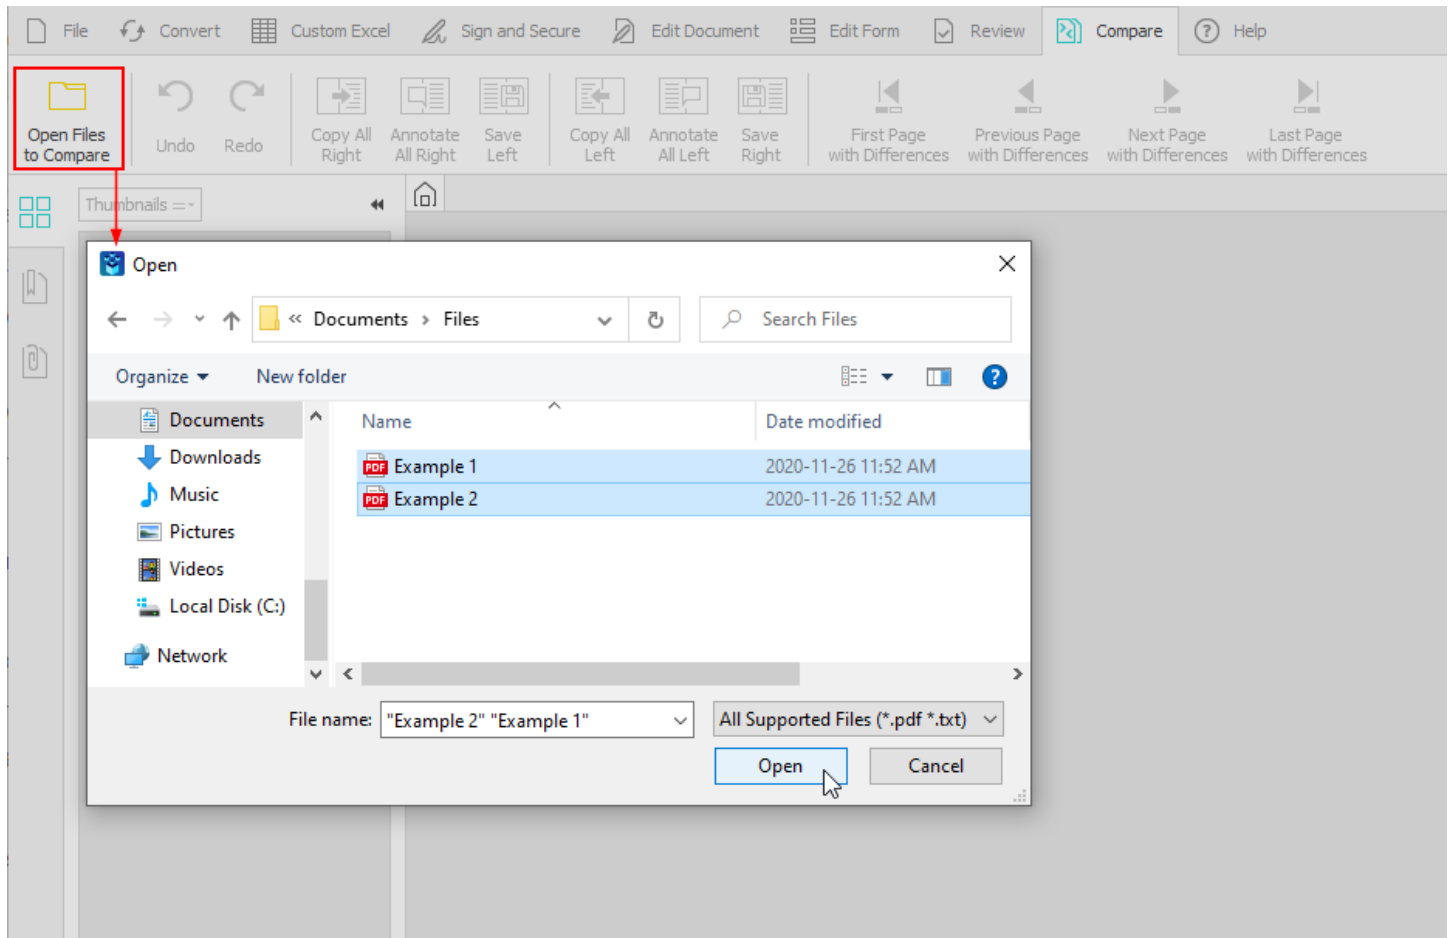 File Convert Custom Excel Sign and Secure Edit Document Edit Form Review Compare ? Help
Open Files
to Compare
Undo
Redo
Copy All
Right
Annotate
All Right
Save
Left
Copy All
Left
Annotate
All Left
Save
Right
First Page
with Differences
Previous Page
with Differences
Next Page
with Differences
Last Page
with Differences
Thumbnails
Open
« Documents › Files
Search Files
Organize New folder ?
Documents
Downloads
Music
Pictures
Videos
Local Disk (C:)
Network
Name Date modified
PDF Example 1 2020-11-26 11:52 AM
PDF Example 2 2020-11-26 11:52 AM
File name: "Example 2" "Example 1" All Supported Files (*.pdf *.txt)
Open Cancel